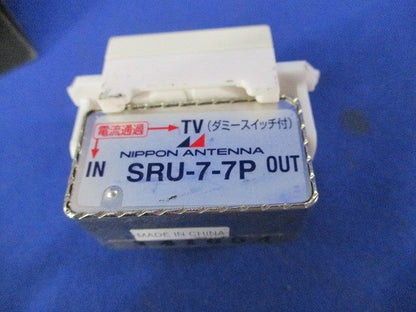 電流通過 TV (ダミースイッチ付)
NIPPON ANTENNA
IN SRU-7-7P OUT
MADE IN CHINA